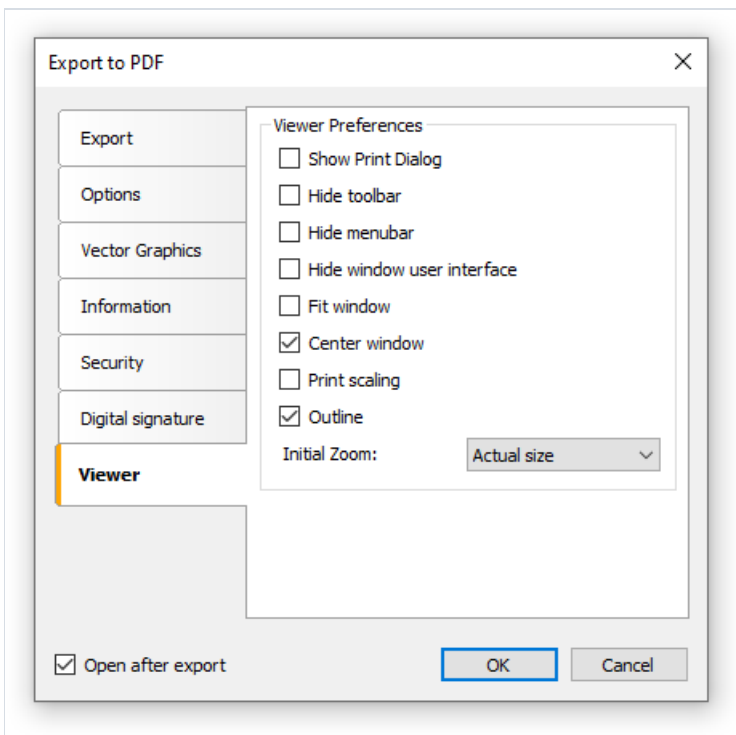 Export to PDF
Export
Options
Vector Graphics
Information
Security
Digital signature
Viewer
Viewer Preferences
Show Print Dialog
Hide toolbar
Hide menubar
Hide window user interface
Fit window
Center window
Print scaling
Outline
Initial Zoom: Actual size
Open after export OK Cancel